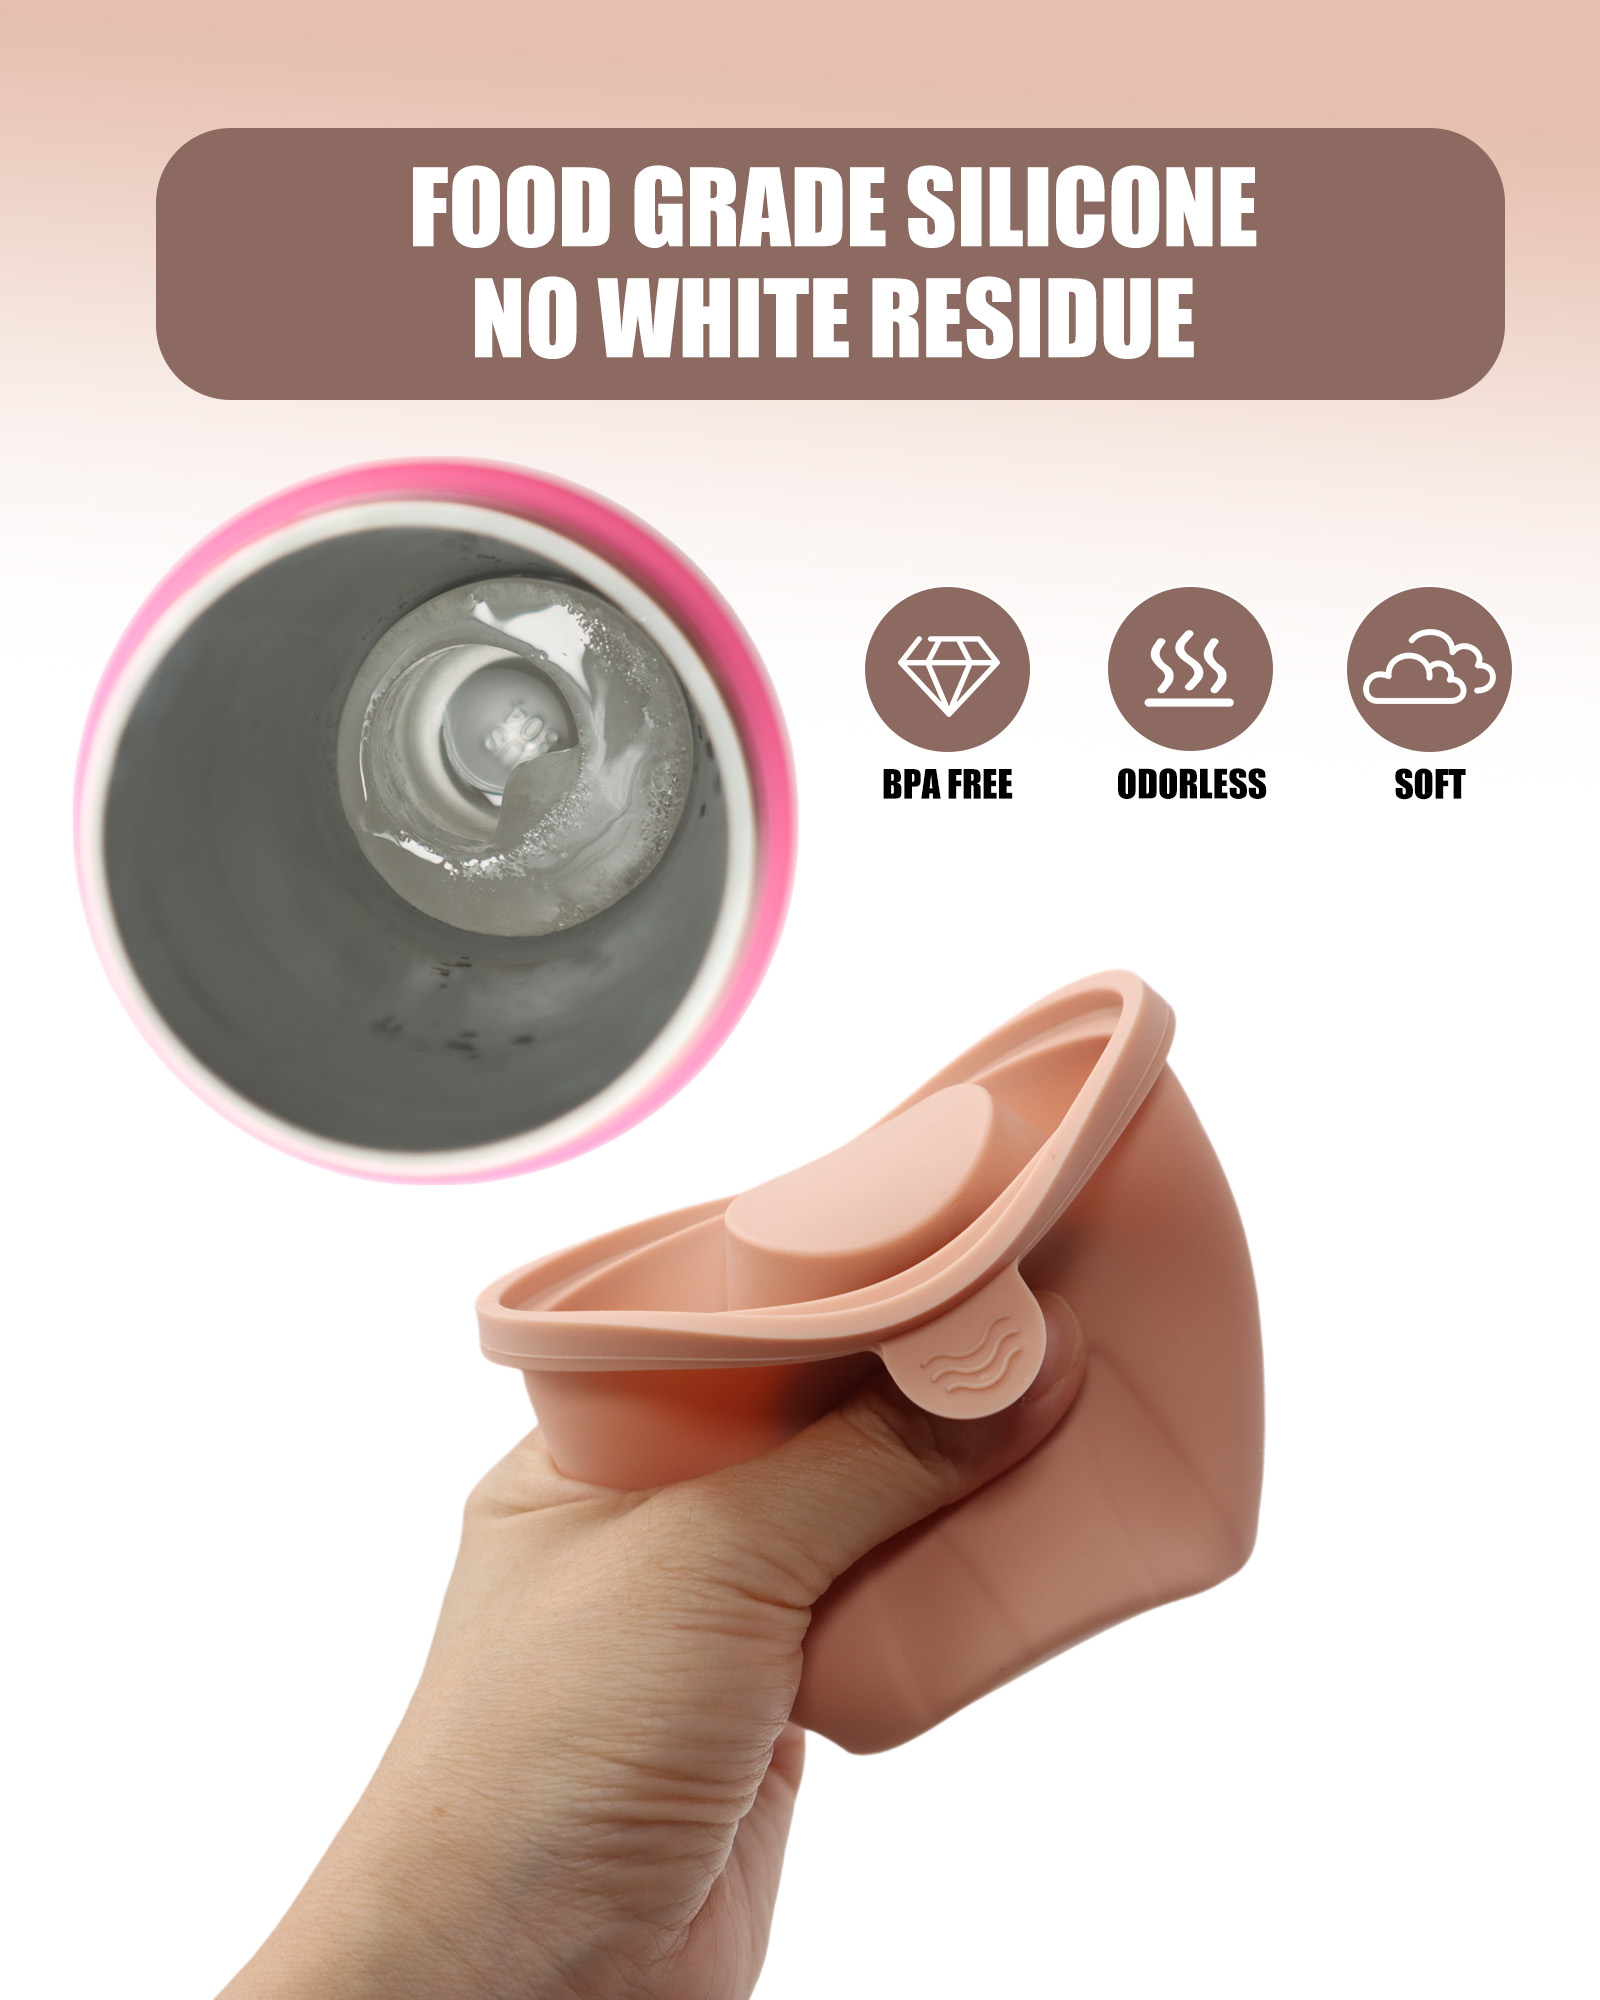 FOOD GRADE SILICONE
NO WHITE RESIDUE
BPA FREE
ODORLESS
SOFT